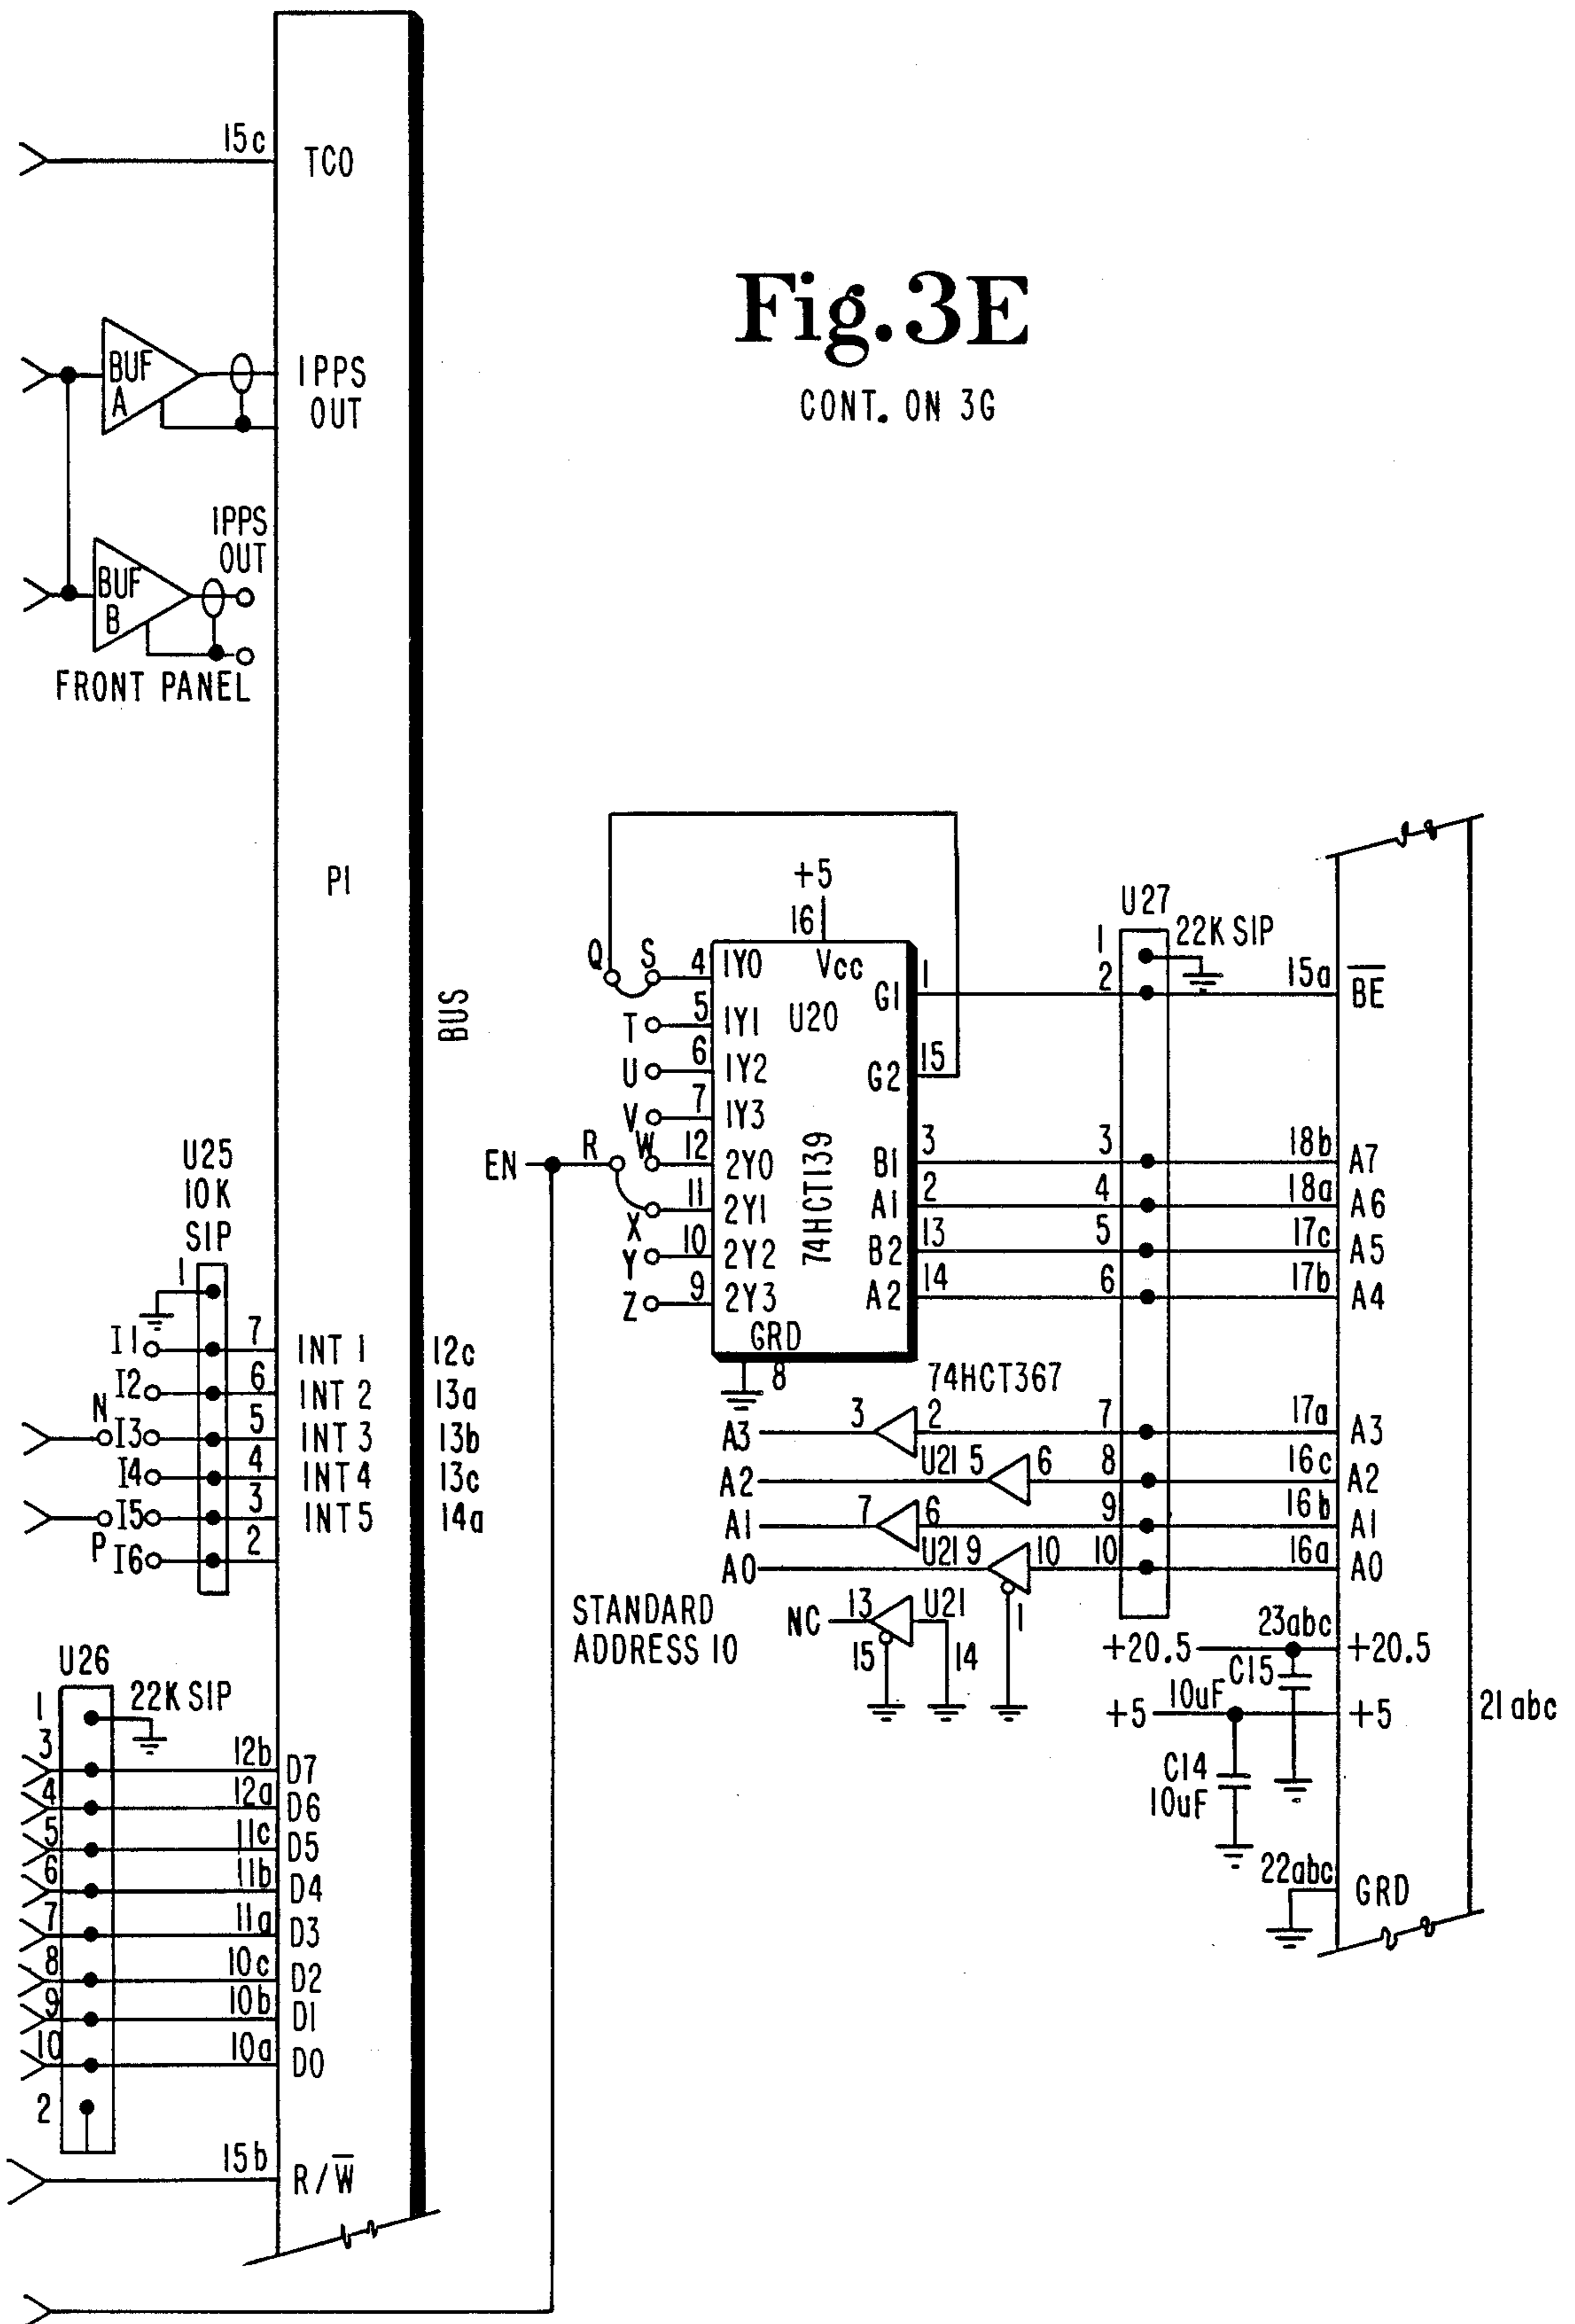 Fig.3E
CONT. ON 3G
15c
TCO
BUF
A
1PPS
OUT
1PPS
OUT
BUF
B
FRONT PANEL
P1
BUS
U25
10K
SIP
1
I1 7 INT 1 12c
I2 6 INT 2 13a
N I3 5 INT 3 13b
I4 4 INT 4 13c
P I5 3 INT 5 14a
I6 2
U26
22K SIP
1
3 12b D7
4 12a D6
5 11c D5
6 11b D4
7 11a D3
8 10c D2
9 10b D1
10 10a D0
2
15b R/W̅
+5
16
Vcc
U20
74HCT139
Q S 4 1Y0
T 5 1Y1
U 6 1Y2
V 7 1Y3
EN R W 12 2Y0
X 11 2Y1
Y 10 2Y2
Z 9 2Y3
GRD
8
G1 1
G2 15
B1 3
A1 2
B2 13
A2 14
U27
22K SIP
1
2 15a B̅E̅
3 18b A7
4 18a A6
5 17c A5
6 17b A4
74HCT367
A3 3 2 7 17a A3
A2 U21 5 6 8 16c A2
A1 7 6 9 16b A1
A0 U21 9 10 10 16a A0
1
STANDARD
ADDRESS 10
NC 13 U21
15 14
+20.5 23abc +20.5
C15
10uF
+5 +5
21abc
C14
10uF
22abc GRD